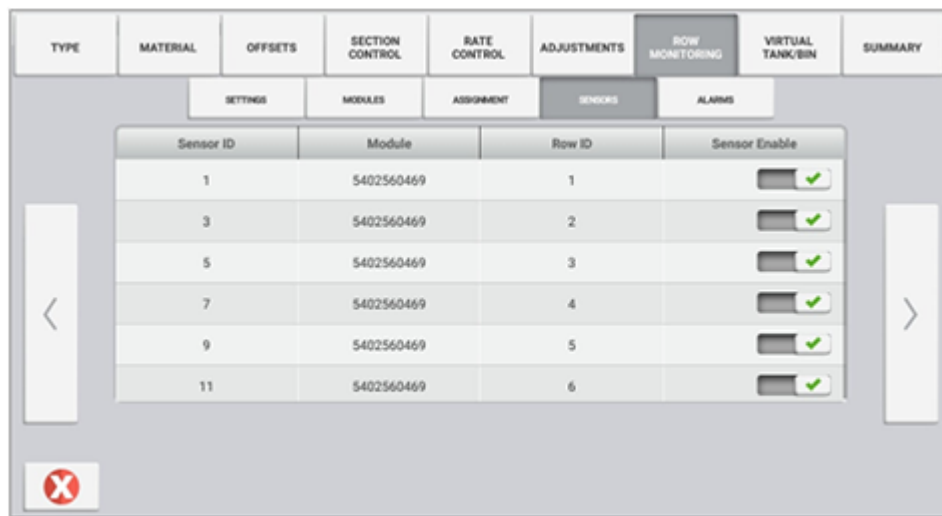 TYPE
MATERIAL
OFFSETS
SECTION
CONTROL
RATE
CONTROL
ADJUSTMENTS
ROW
MONITORING
VIRTUAL
TANK/BIN
SUMMARY
SETTINGS
MODULES
ASSIGNMENT
SENSORS
ALARMS
Sensor ID Module Row ID Sensor Enable
1 5402560469 1
3 5402560469 2
5 5402560469 3
7 5402560469 4
9 5402560469 5
11 5402560469 6